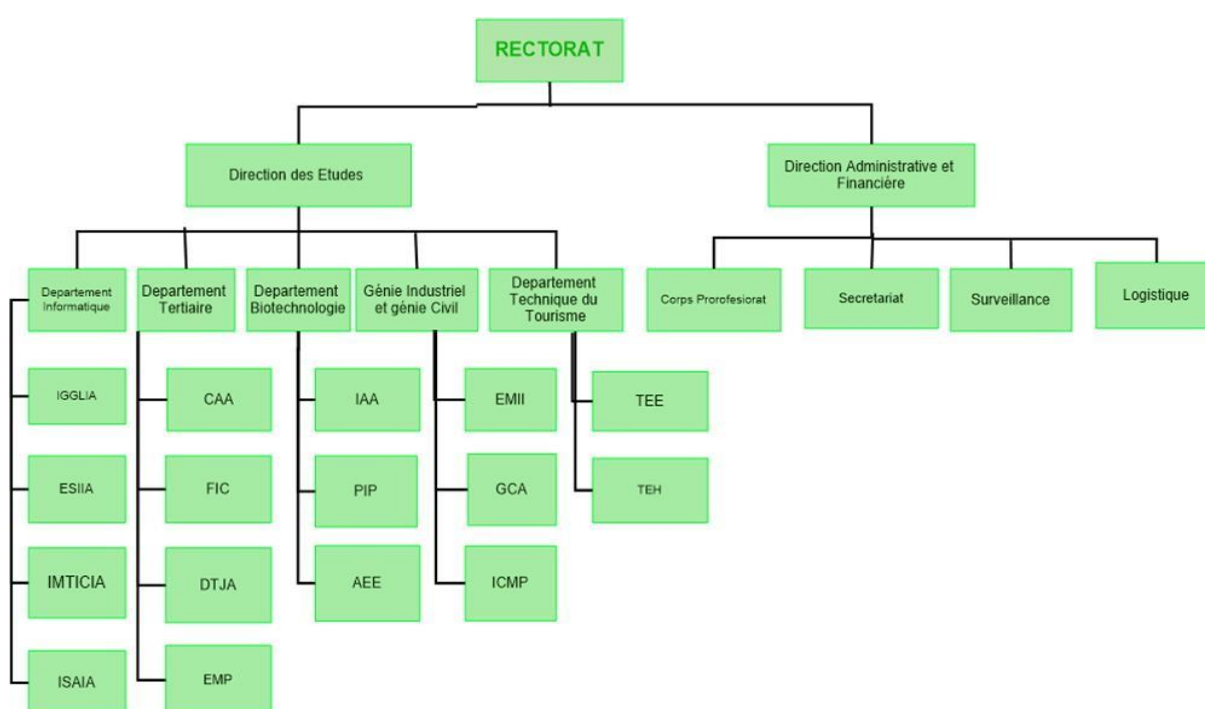 RECTORAT
Direction des Etudes
Direction Administrative et
Financiére
Departement
Informatique
Departement
Tertiaire
Departement
Biotechnologie
Génie Industriel
et génie Civil
Departement
Technique du
Tourisme
Corps Prorofesiorat
Secretariat
Surveillance
Logistique
IGGLIA
CAA
IAA
EMII
TEE
ESIIA
FIC
PIP
GCA
TEH
IMTICIA
DTJA
AEE
ICMP
ISAIA
EMP